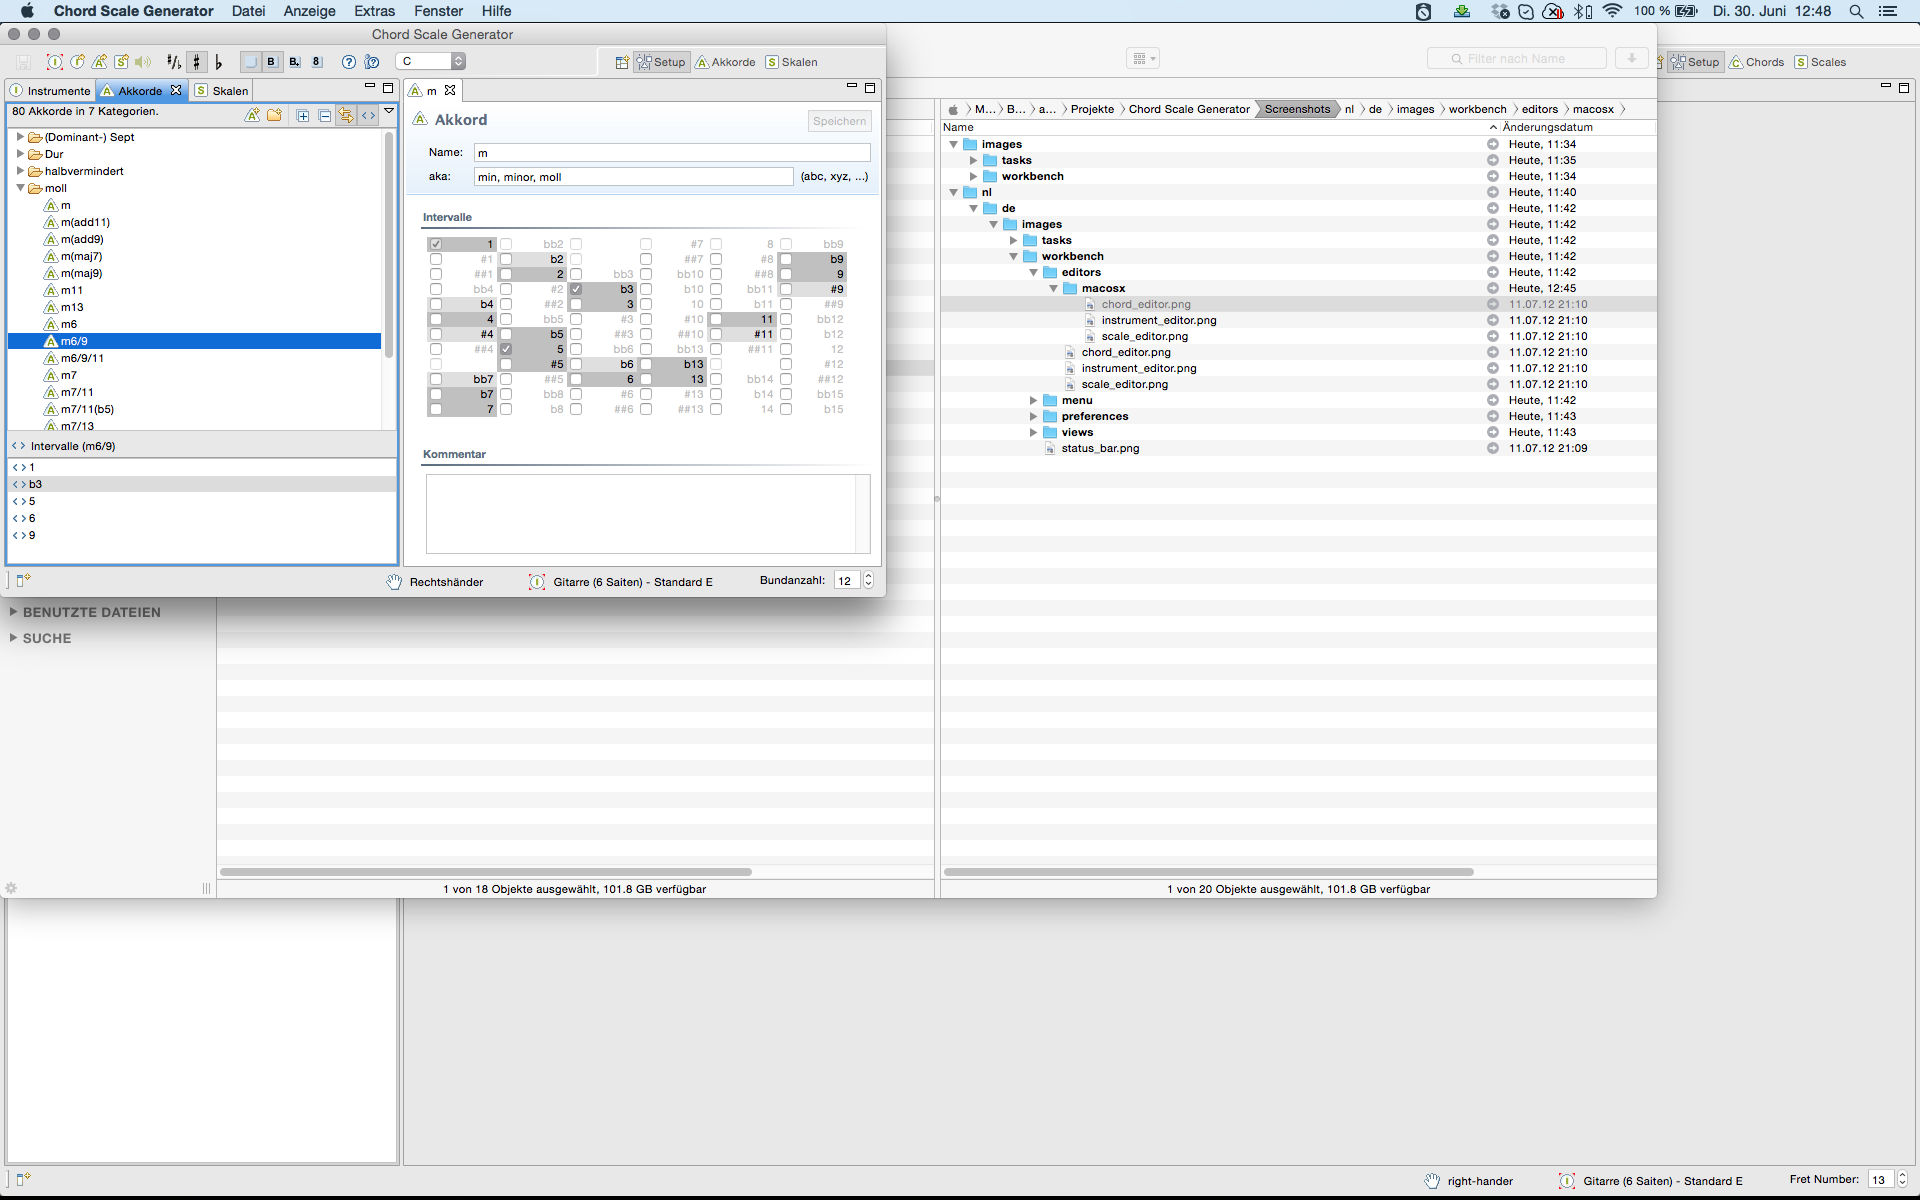 Chord Scale Generator Datei Anzeige Extras Fenster Hilfe 100 % Di. 30. Juni 12:48
Chord Scale Generator
C Setup Akkorde Skalen
Filter nach Name
Setup Chords Scales
Instrumente Akkorde Skalen
m
80 Akkorde in 7 Kategorien.
(Dominant-) Sept
Dur
halbvermindert
moll
m
m(add11)
m(add9)
m(maj7)
m(maj9)
m11
m13
m6
m6/9
m6/9/11
m7
m7/11
m7/11(b5)
m7/13
Intervalle (m6/9)
1
b3
5
6
9
Akkord
Speichern
Name: m
aka: min, minor, moll (abc, xyz, ...)
Intervalle
1 bb2 #7 8 bb9
#1 b2 ##7 #8 b9
##1 2 bb3 bb10 ##8 9
bb4 #2 b3 b10 bb11 #9
b4 ##2 3 10 b11 ##9
4 bb5 #3 #10 11 bb12
#4 b5 ##3 ##10 #11 b12
##4 5 bb6 bb13 ##11 12
#5 b6 b13 #12
bb7 ##5 6 13 bb14 ##12
b7 bb8 #6 #13 b14 bb15
7 b8 ##6 ##13 14 b15
Kommentar
Rechtshänder Gitarre (6 Saiten) - Standard E Bundanzahl: 12
BENUTZTE DATEIEN
SUCHE
1 von 18 Objekte ausgewählt, 101.8 GB verfügbar
M... B... a... Projekte Chord Scale Generator Screenshots nl de images workbench editors macosx
Name Änderungsdatum
images Heute, 11:34
tasks Heute, 11:35
workbench Heute, 11:34
nl Heute, 11:40
de Heute, 11:42
images Heute, 11:42
tasks Heute, 11:42
workbench Heute, 11:42
editors Heute, 11:42
macosx Heute, 12:45
chord_editor.png 11.07.12 21:10
instrument_editor.png 11.07.12 21:10
scale_editor.png 11.07.12 21:10
chord_editor.png 11.07.12 21:10
instrument_editor.png 11.07.12 21:10
scale_editor.png 11.07.12 21:10
menu Heute, 11:42
preferences Heute, 11:43
views Heute, 11:43
status_bar.png 11.07.12 21:09
1 von 20 Objekte ausgewählt, 101.8 GB verfügbar
right-hander Gitarre (6 Saiten) - Standard E Fret Number: 13